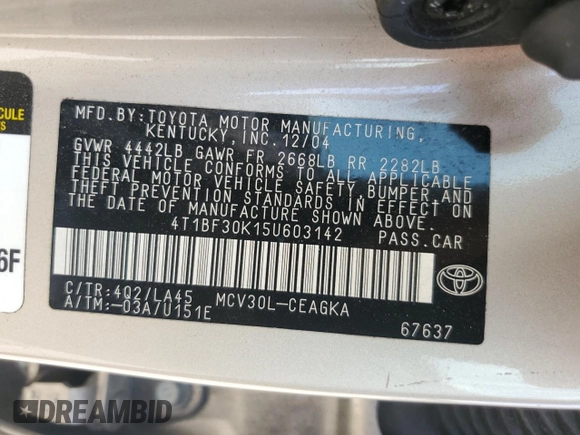 MFD. BY: TOYOTA MOTOR MANUFACTURING,
KENTUCKY, INC. 12/04
GVWR 4442LB GAWR FR 2668LB RR 2282LB
THIS VEHICLE CONFORMS TO ALL APPLICABLE
FEDERAL MOTOR VEHICLE SAFETY, BUMPER, AND
THEFT PREVENTION STANDARDS IN EFFECT ON
THE DATE OF MANUFACTURE SHOWN ABOVE.
4T1BF30K15U603142 PASS. CAR
C/TR: 4Q2/LA45 MCV30L-CEAGKA
A/TM: -03A/U151E
67637
6F
DREAMBID